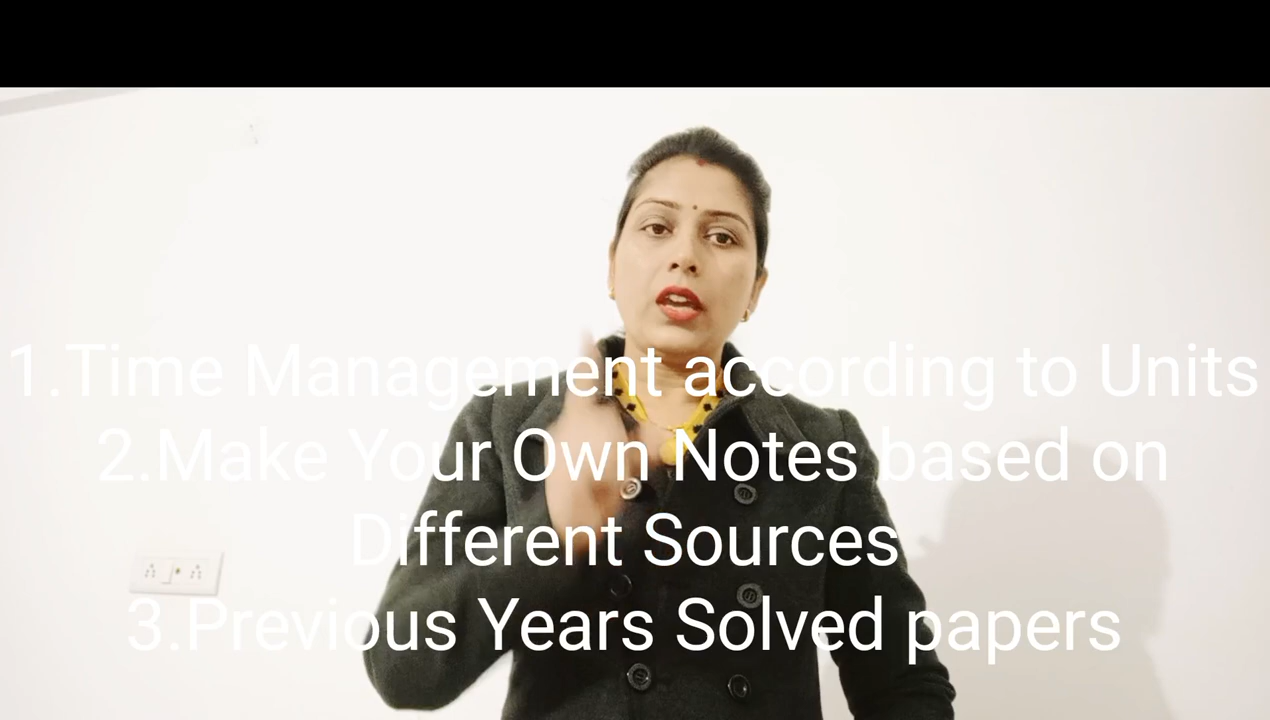 1.Time Management according to Units
2.Make Your Own Notes based on
Different Sources
3.Previous Years Solved papers